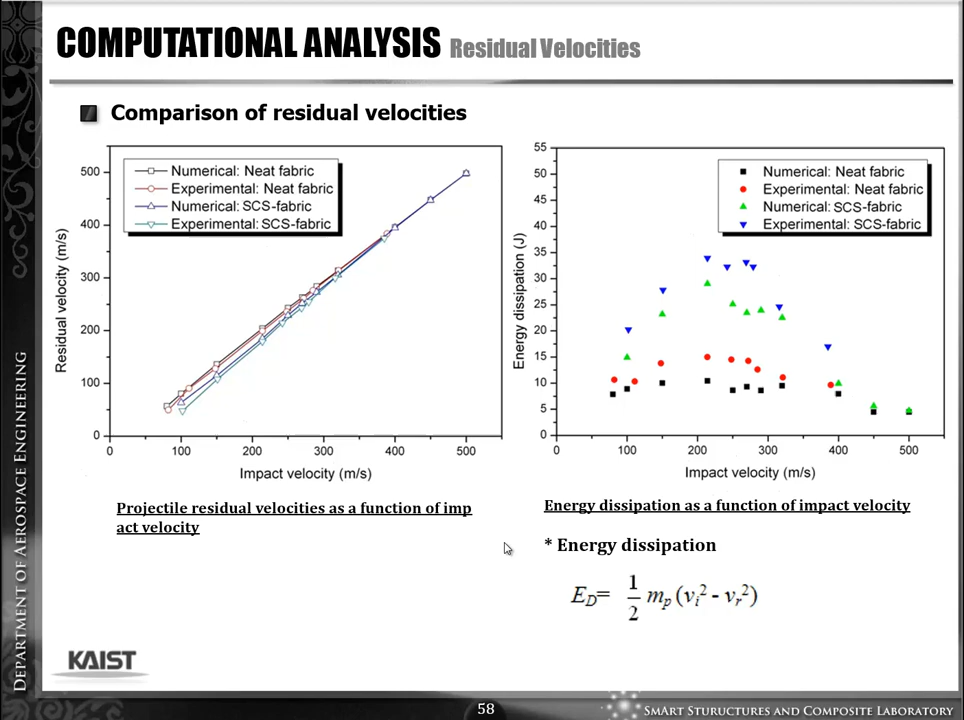 COMPUTATIONAL ANALYSIS Residual Velocities
Comparison of residual velocities
Numerical: Neat fabric
Experimental: Neat fabric
Numerical: SCS-fabric
Experimental: SCS-fabric
Residual velocity (m/s)
500
400
300
200
100
0
0 100 200 300 400 500
Impact velocity (m/s)
Projectile residual velocities as a function of imp
act velocity
Numerical: Neat fabric
Experimental: Neat fabric
Numerical: SCS-fabric
Experimental: SCS-fabric
Energy dissipation (J)
55
50
45
40
35
30
25
20
15
10
5
0
0 100 200 300 400 500
Impact velocity (m/s)
Energy dissipation as a function of impact velocity
* Energy dissipation
E_D= 1/2 m_p (v_i^2 - v_r^2)
DEPARTMENT OF AEROSPACE ENGINEERING
KAIST
58
SMART STURUCTURES AND COMPOSITE LABORATORY